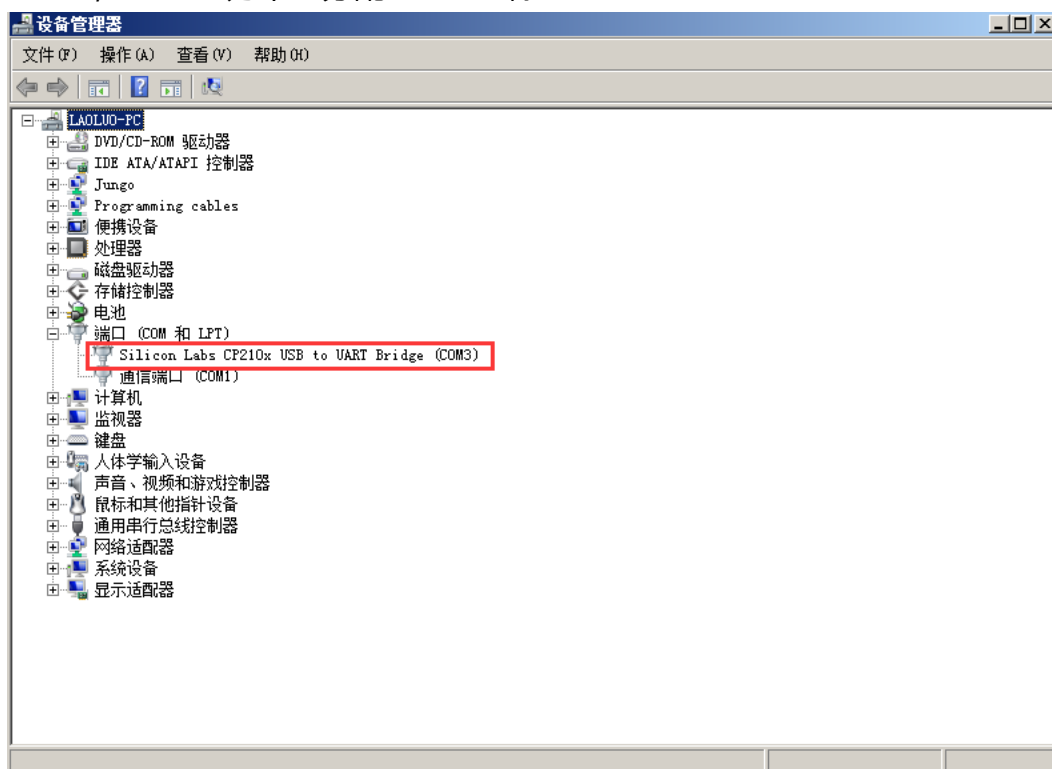 设备管理器
文件(F) 操作(A) 查看(V) 帮助(H)
LAOLUO-PC
DVD/CD-ROM 驱动器
IDE ATA/ATAPI 控制器
Jungo
Programming cables
便携设备
处理器
磁盘驱动器
存储控制器
电池
端口 (COM 和 LPT)
Silicon Labs CP210x USB to UART Bridge (COM3)
通信端口 (COM1)
计算机
监视器
键盘
人体学输入设备
声音、视频和游戏控制器
鼠标和其他指针设备
通用串行总线控制器
网络适配器
系统设备
显示适配器